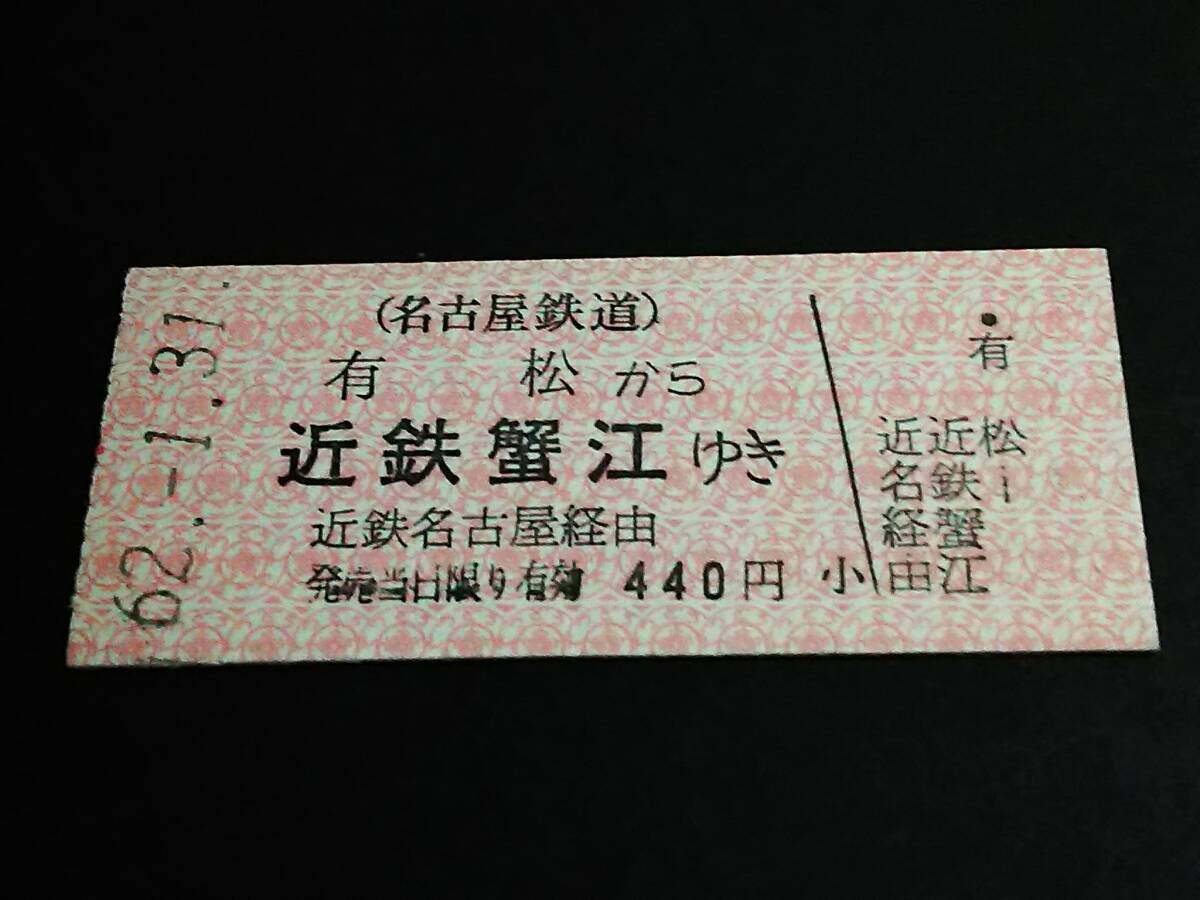 62.-1.31.
(名古屋鉄道)
有 松から
近鉄蟹江ゆき
近鉄名古屋経由
発売当日限り有効 440円 小
・有
松
近鉄蟹江
近名経由